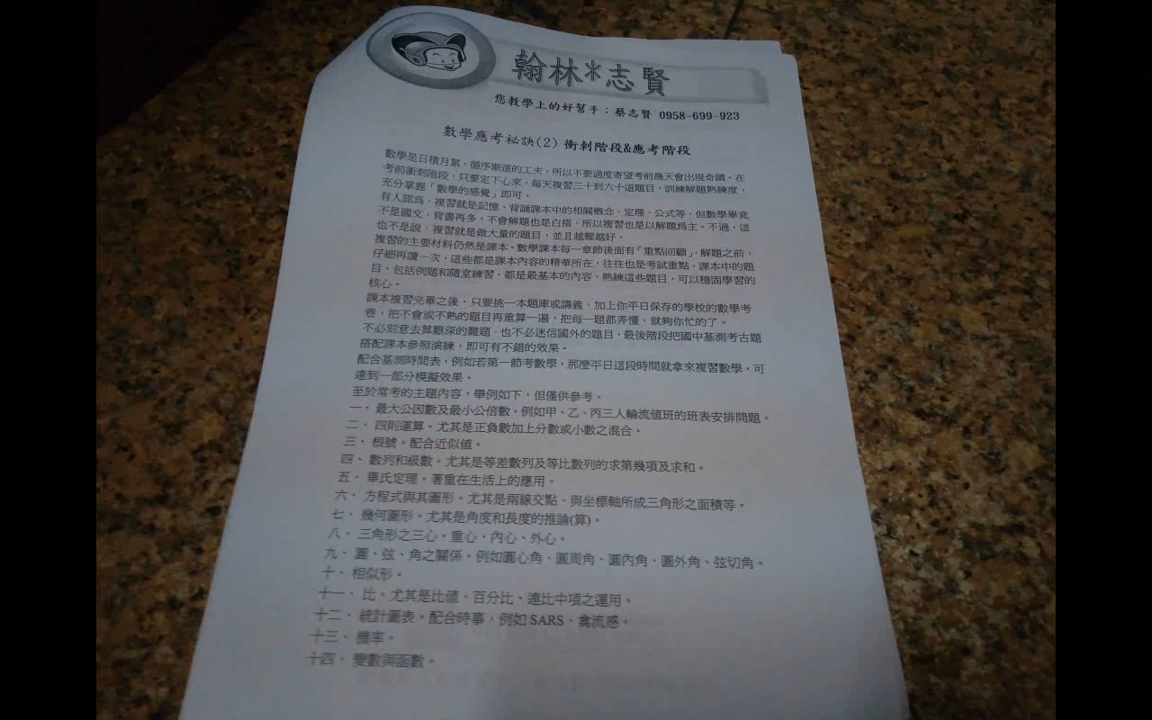 翰林*志賢
您教學上的好幫手：蔡志賢 0958-699-923
數學應考祕訣(2) 衝刺階段&應考階段
數學是日積月累、循序漸進的工夫，所以不要過度寄望考前幾天會出現奇蹟。在
考前衝刺階段，只要定下心來，每天複習三十到六十道題目，訓練解題熟練度，
充分掌握「數學的感覺」即可。
有人認為，複習就是記憶、背誦課本中的相關概念、定理、公式等，但數學畢竟
不是國文，背書再多，不會解題也是白搭，所以複習也是以解題為主。不過，這
也不是說，複習就是做大量的題目，並且越難越好。
複習的主要材料仍然是課本。數學課本每一章節後面有「重點回顧」，解題之前，
仔細再讀一次，這些都是課本內容的精華所在，往往也是考試重點。課本中的題
目，包括例題和隨堂練習，都是最基本的內容，熟練這些題目，可以穩固學習的
核心。
課本複習完畢之後，只要挑一本題庫或講義，加上你平日保存的學校的數學考
卷，把不會或不熟的題目再重算一遍，把每一題都弄懂，就夠你忙的了。
不必刻意去算艱深的難題，也不必迷信國外的題目，最後階段把國中基測考古題
搭配課本參照演練，即可有不錯的效果。
配合基測時間表，例如若第一節考數學，那麼平日這段時間就拿來複習數學，可
達到一部分模擬效果。
至於常考的主題內容，舉例如下，但僅供參考。
一、 最大公因數及最小公倍數。例如甲、乙、丙三人輪流值班的班表安排問題。
二、 四則運算。尤其是正負數加上分數或小數之混合。
三、 根號。配合近似值。
四、 數列和級數。尤其是等差數列及等比數列的求第幾項及求和。
五、 畢氏定理。著重在生活上的應用。
六、 方程式與其圖形。尤其是兩線交點、與坐標軸所成三角形之面積等。
七、 幾何圖形。尤其是角度和長度的推論(算)。
八、 三角形之三心。重心、內心、外心。
九、 圓、弦、角之關係。例如圓心角、圓周角、圓內角、圓外角、弦切角。
十、 相似形。
十一、 比。尤其是比值、百分比、連比中項之運用。
十二、 統計圖表。配合時事，例如 SARS、禽流感。
十三、 機率。
十四、 變數與函數。